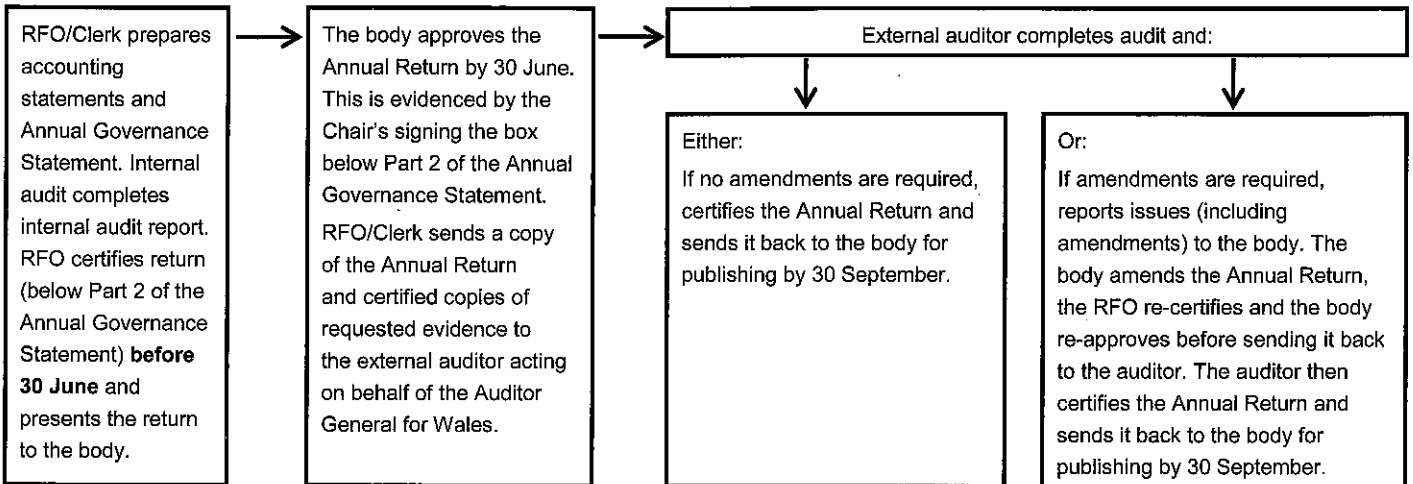 RFO/Clerk prepares
accounting
statements and
Annual Governance
Statement. Internal
audit completes
internal audit report.
RFO certifies return
(below Part 2 of the
Annual Governance
Statement) before
30 June and
presents the return
to the body.
The body approves the
Annual Return by 30 June.
This is evidenced by the
Chair's signing the box
below Part 2 of the Annual
Governance Statement.
RFO/Clerk sends a copy
of the Annual Return
and certified copies of
requested evidence to
the external auditor acting
on behalf of the Auditor
General for Wales.
External auditor completes audit and:
Either:
If no amendments are required,
certifies the Annual Return and
sends it back to the body for
publishing by 30 September.
Or:
If amendments are required,
reports issues (including
amendments) to the body. The
body amends the Annual Return,
the RFO re-certifies and the body
re-approves before sending it back
to the auditor. The auditor then
certifies the Annual Return and
sends it back to the body for
publishing by 30 September.